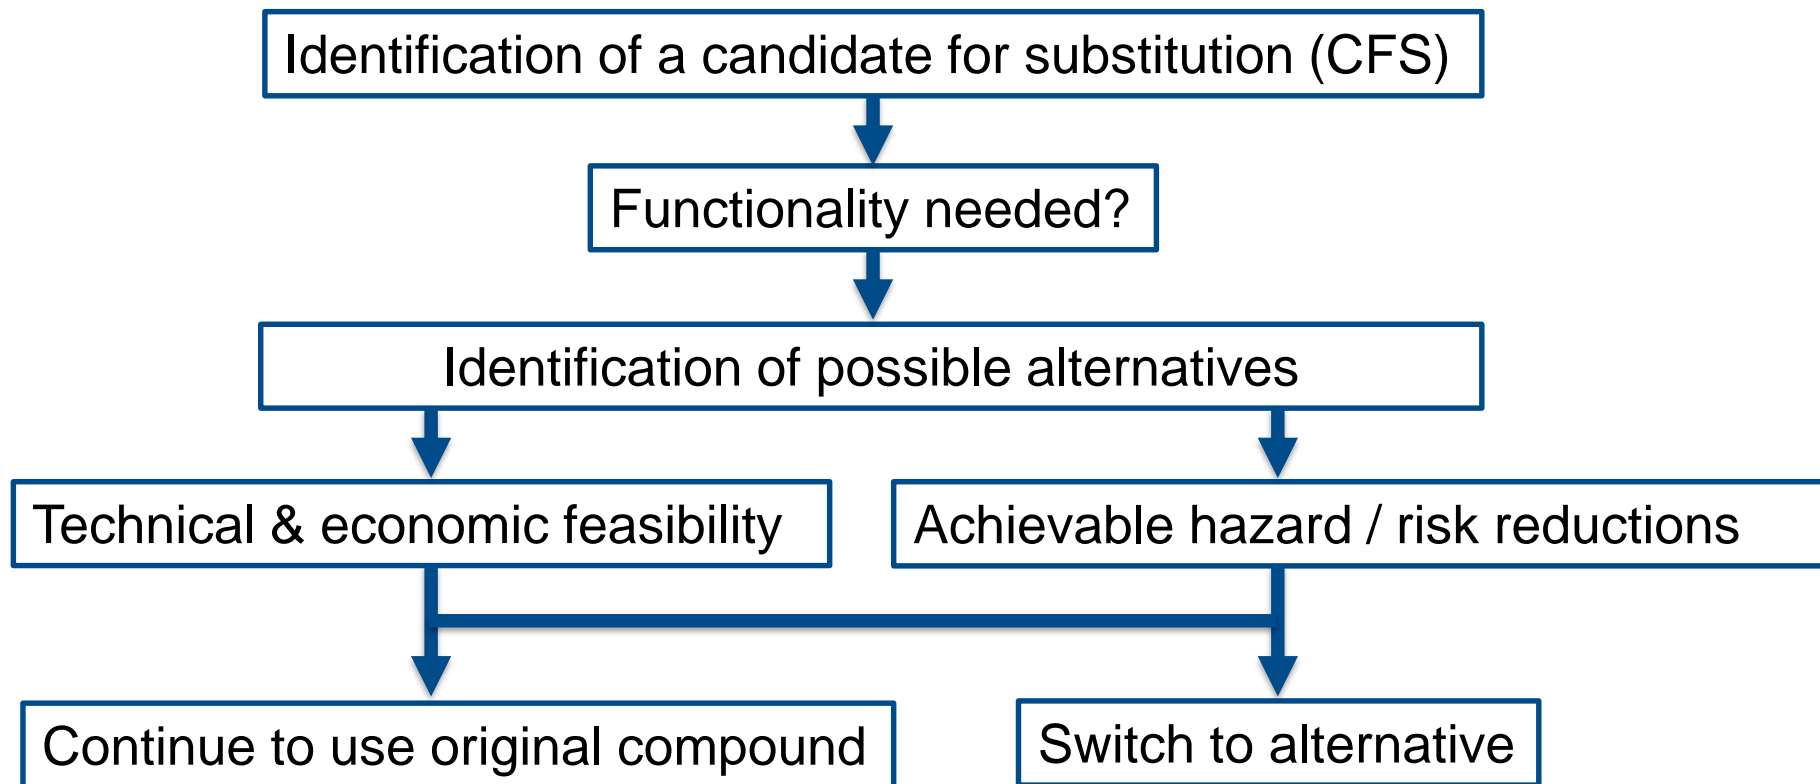 Identification of a candidate for substitution (CFS)
Functionality needed?
Identification of possible alternatives
Technical & economic feasibility
Achievable hazard / risk reductions
Continue to use original compound
Switch to alternative